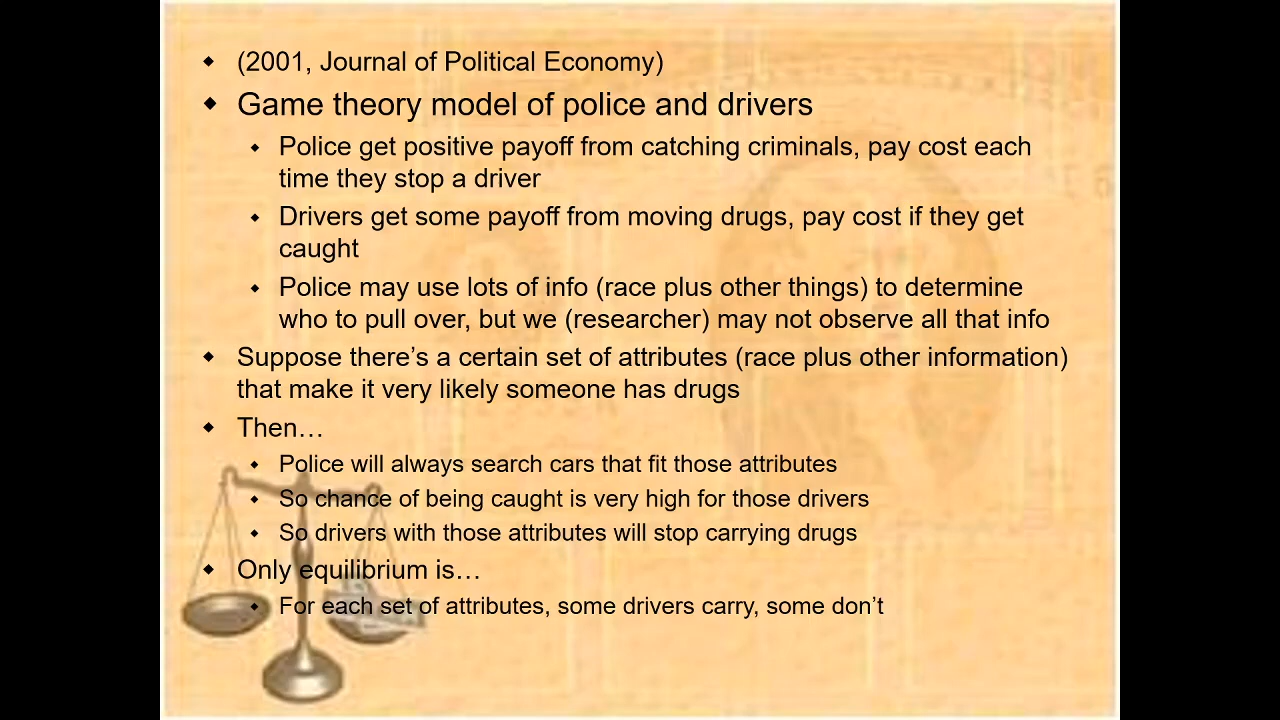 (2001, Journal of Political Economy)
Game theory model of police and drivers
Police get positive payoff from catching criminals, pay cost each
time they stop a driver
Drivers get some payoff from moving drugs, pay cost if they get
caught
Police may use lots of info (race plus other things) to determine
who to pull over, but we (researcher) may not observe all that info
Suppose there’s a certain set of attributes (race plus other information)
that make it very likely someone has drugs
Then…
Police will always search cars that fit those attributes
So chance of being caught is very high for those drivers
So drivers with those attributes will stop carrying drugs
Only equilibrium is…
For each set of attributes, some drivers carry, some don’t